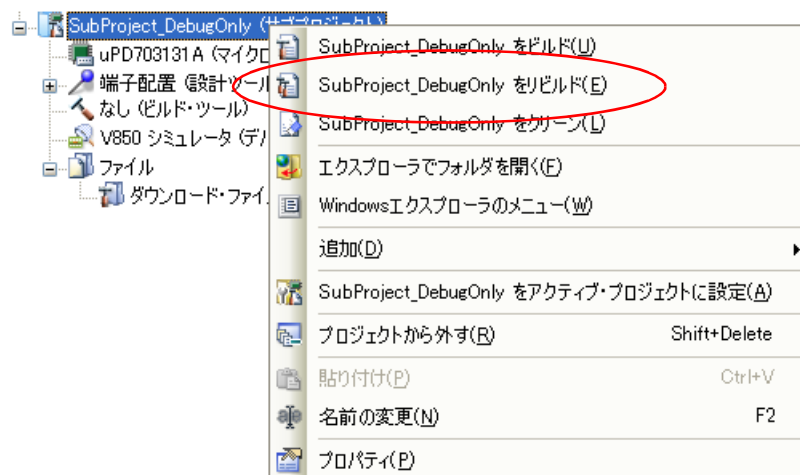 SubProject_DebugOnly (サブプロジェクト)
uPD703131A (マイクロ
端子配置 (設計ツール
なし (ビルド・ツール)
V850 シミュレータ (デバ
ファイル
ダウンロード・ファイル
SubProject_DebugOnly をビルド(U)
SubProject_DebugOnly をリビルド(E)
SubProject_DebugOnly をクリーン(L)
エクスプローラでフォルダを開く(F)
Windowsエクスプローラのメニュー(W)
追加(D)
SubProject_DebugOnly をアクティブ・プロジェクトに設定(A)
プロジェクトから外す(R) Shift+Delete
貼り付け(P) Ctrl+V
名前の変更(N) F2
プロパティ(P)